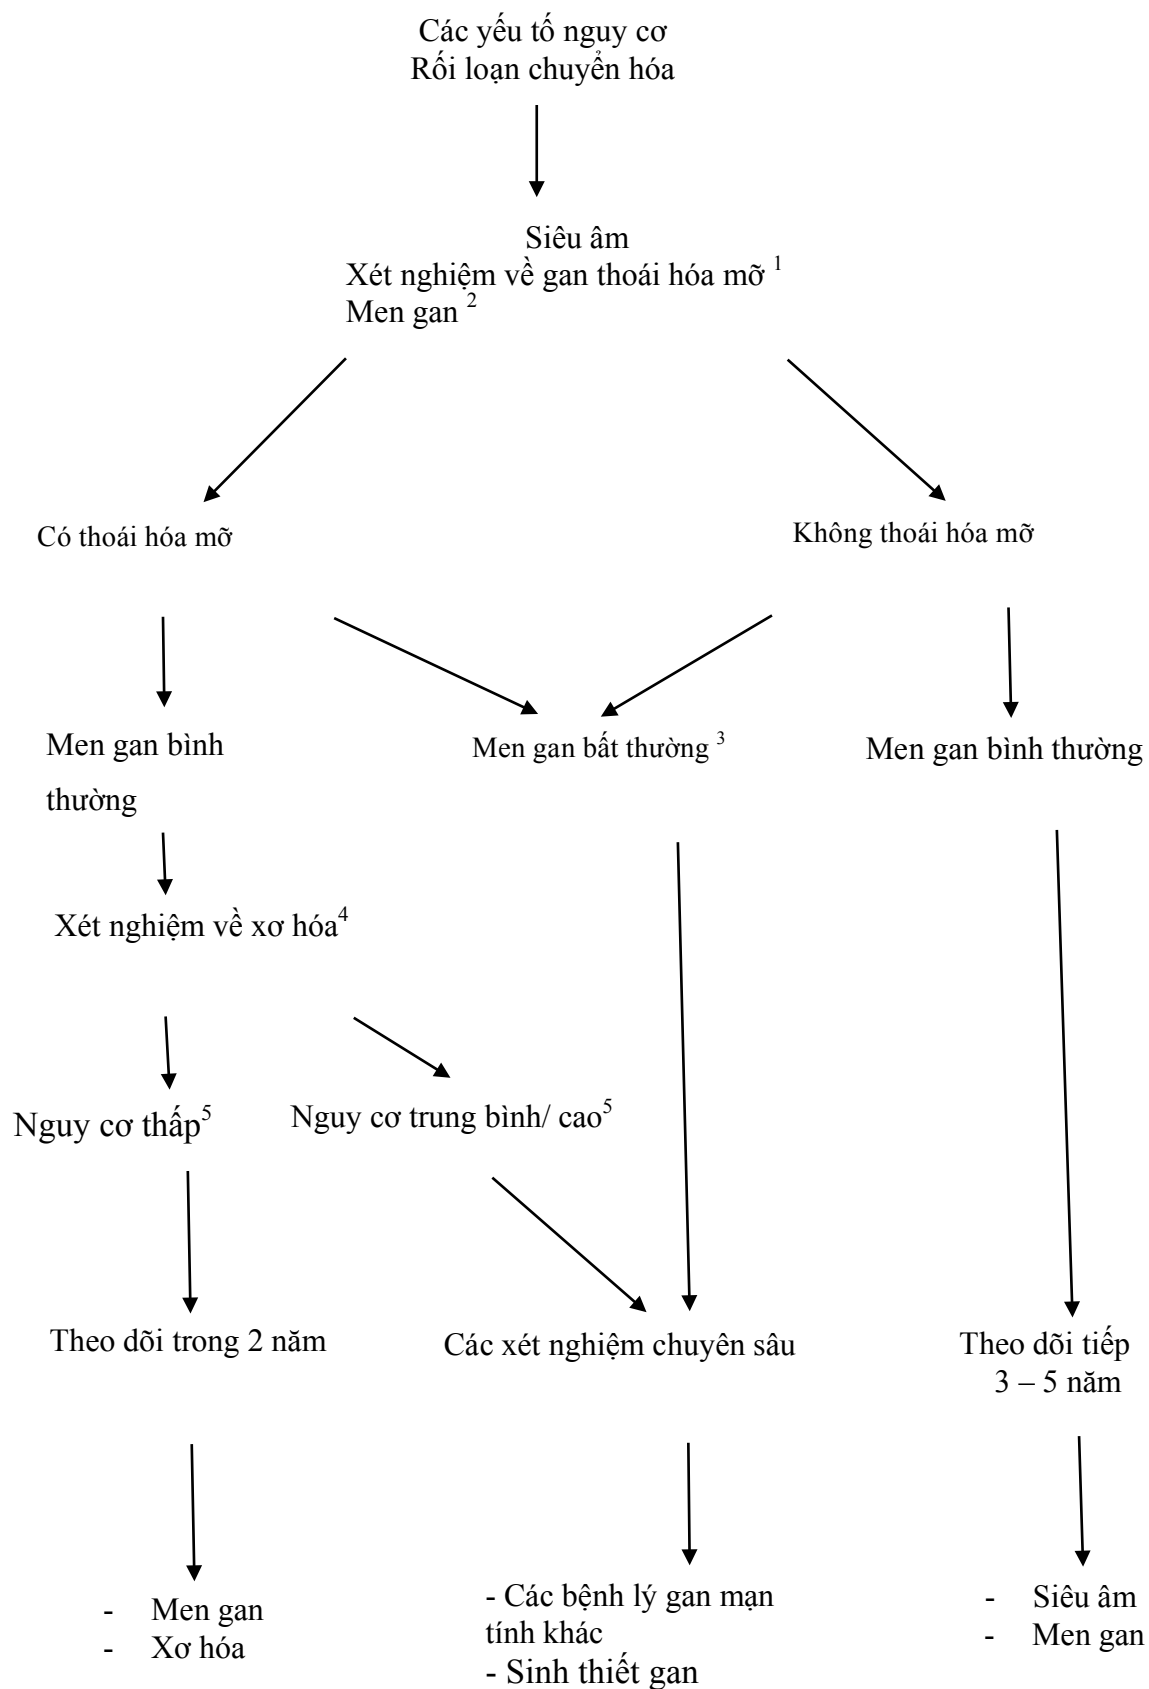 Các yếu tố nguy cơ
Rối loạn chuyển hóa
Siêu âm
Xét nghiệm về gan thoái hóa mỡ 1
Men gan 2
Có thoái hóa mỡ
Không thoái hóa mỡ
Men gan bình
thường
Men gan bất thường 3
Men gan bình thường
Xét nghiệm về xơ hóa4
Nguy cơ thấp5
Nguy cơ trung bình/ cao5
Theo dõi trong 2 năm
Các xét nghiệm chuyên sâu
Theo dõi tiếp
3 – 5 năm
- Men gan
- Xơ hóa
- Các bệnh lý gan mạn
tính khác
- Sinh thiết gan
- Siêu âm
- Men gan